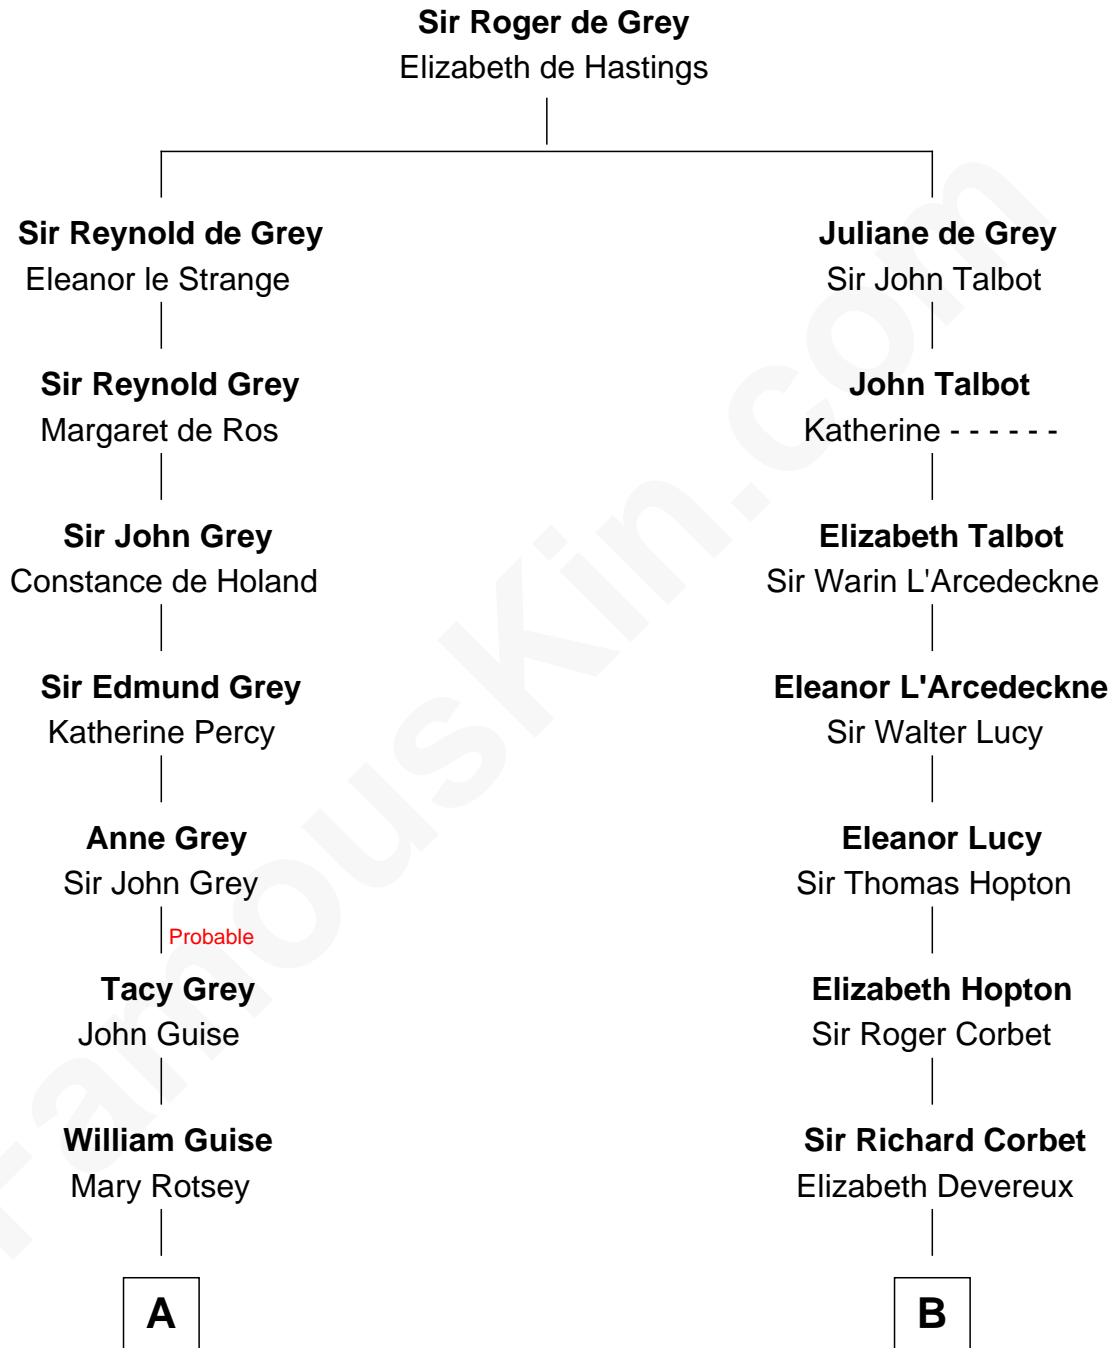 Sir Roger de Grey
Elizabeth de Hastings
Sir Reynold de Grey
Eleanor le Strange
Juliane de Grey
Sir John Talbot
Sir Reynold Grey
Margaret de Ros
John Talbot
Katherine - - - - - -
Sir John Grey
Constance de Holand
Elizabeth Talbot
Sir Warin L'Arcedeckne
Sir Edmund Grey
Katherine Percy
Eleanor L'Arcedeckne
Sir Walter Lucy
Anne Grey
Sir John Grey
Eleanor Lucy
Sir Thomas Hopton
Probable
Tacy Grey
John Guise
Elizabeth Hopton
Sir Roger Corbet
William Guise
Mary Rotsey
Sir Richard Corbet
Elizabeth Devereux
A
B
FamousKin.com